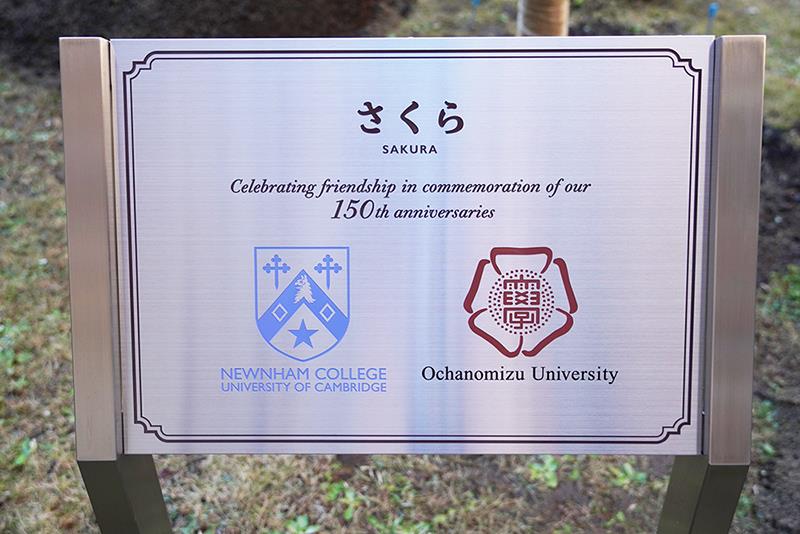 さくら
SAKURA
Celebrating friendship in commemoration of our
150th anniversaries
NEWNHAM COLLEGE
UNIVERSITY OF CAMBRIDGE
Ochanomizu University